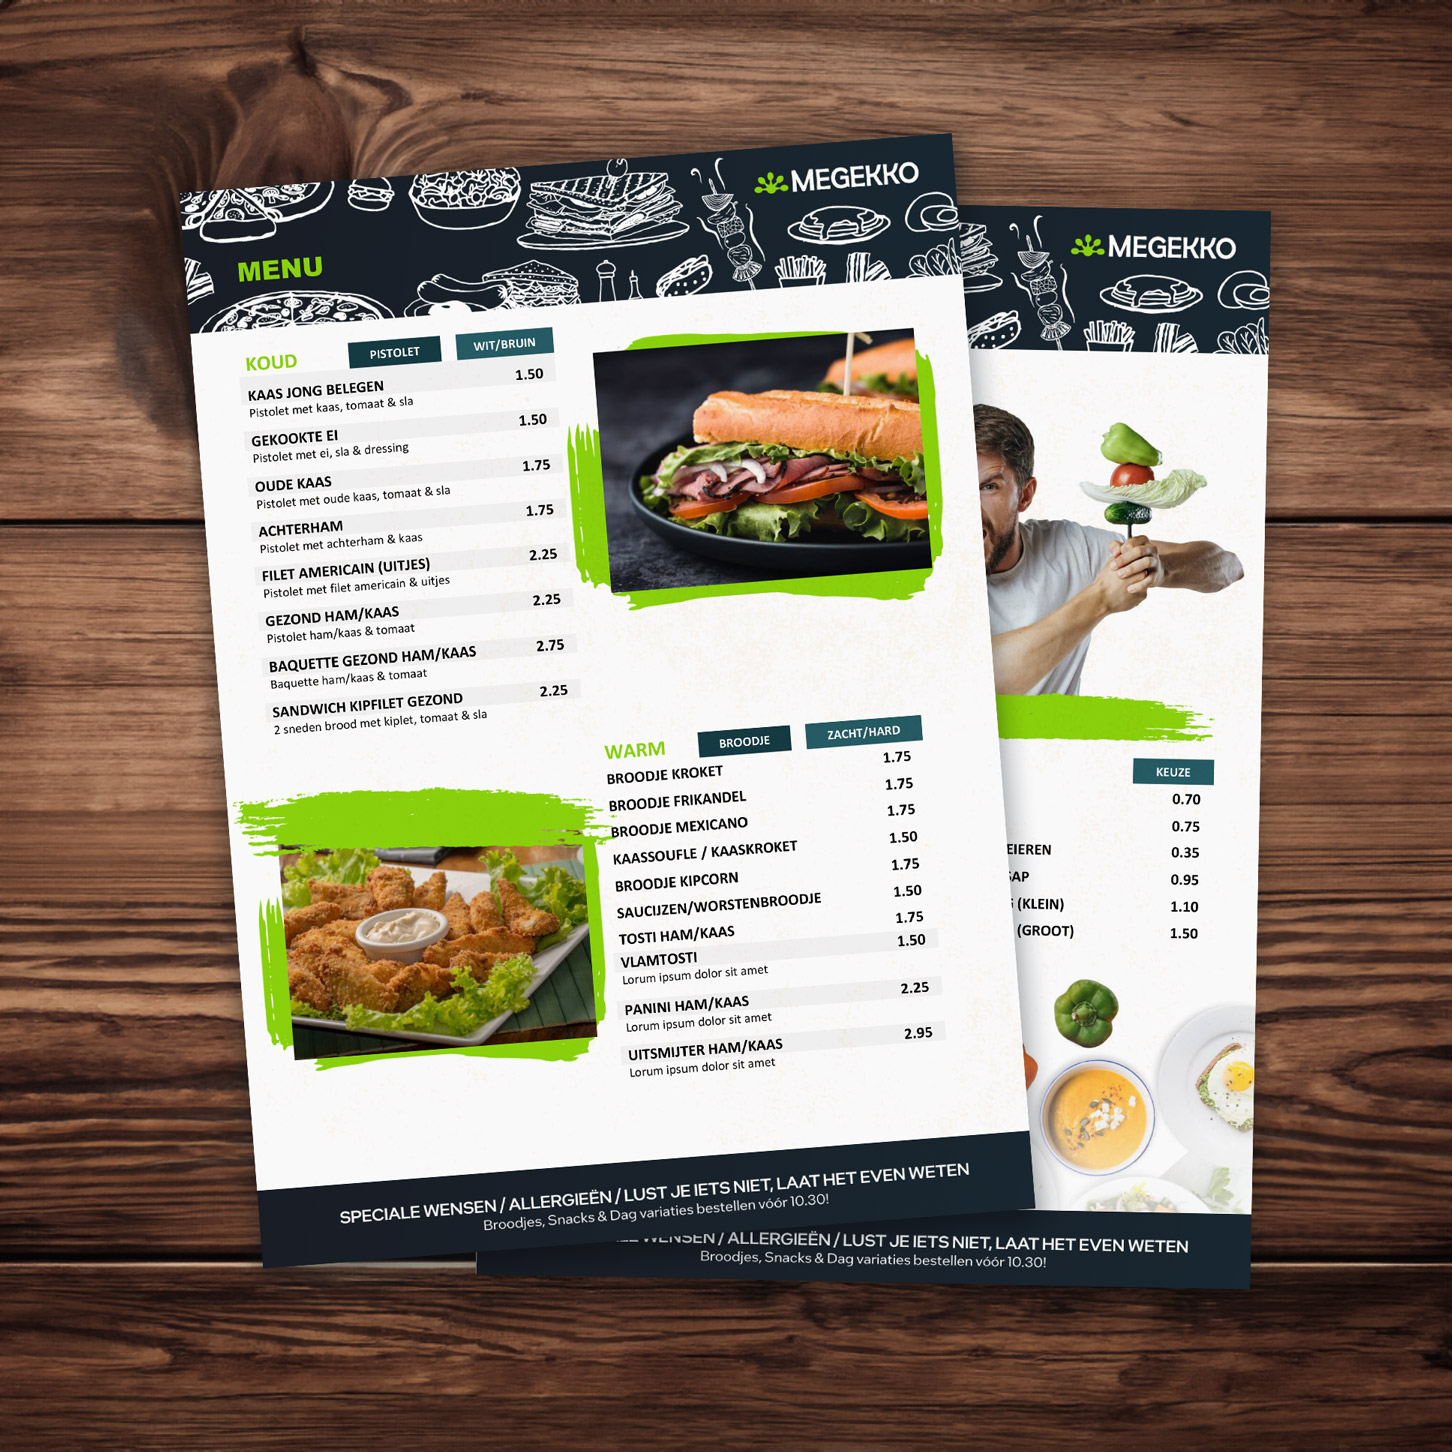 MEGEKKO
MENU
KOUD PISTOLET WIT/BRUIN
KAAS JONG BELEGEN 1.50
Pistolet met kaas, tomaat & sla
GEKOOKTE EI 1.50
Pistolet met ei, sla & dressing
OUDE KAAS 1.75
Pistolet met oude kaas, tomaat & sla
ACHTERHAM 1.75
Pistolet met achterham & kaas
FILET AMERICAIN (UITJES) 2.25
Pistolet met filet americain & uitjes
GEZOND HAM/KAAS 2.25
Pistolet ham/kaas & tomaat
BAQUETTE GEZOND HAM/KAAS 2.75
Baquette ham/kaas & tomaat
SANDWICH KIPFILET GEZOND 2.25
2 sneden brood met kiplet, tomaat & sla
WARM BROODJE ZACHT/HARD
BROODJE KROKET 1.75
BROODJE FRIKANDEL 1.75
BROODJE MEXICANO 1.75
KAASSOUFLE / KAASKROKET 1.50
BROODJE KIPCORN 1.75
SAUCIJZEN/WORSTENBROODJE 1.50
TOSTI HAM/KAAS 1.75
VLAMTOSTI 1.50
Lorum ipsum dolor sit amet
PANINI HAM/KAAS 2.25
Lorum ipsum dolor sit amet
UITSMIJTER HAM/KAAS 2.95
Lorum ipsum dolor sit amet
SPECIALE WENSEN / ALLERGIEËN / LUST JE IETS NIET, LAAT HET EVEN WETEN
Broodjes, Snacks & Dag variaties bestellen vóór 10.30!
MEGEKKO
KEUZE
0.70
0.75
EIEREN 0.35
SAP 0.95
(KLEIN) 1.10
(GROOT) 1.50
WENSEN / ALLERGIEËN / LUST JE IETS NIET, LAAT HET EVEN WETEN
Broodjes, Snacks & Dag variaties bestellen vóór 10.30!